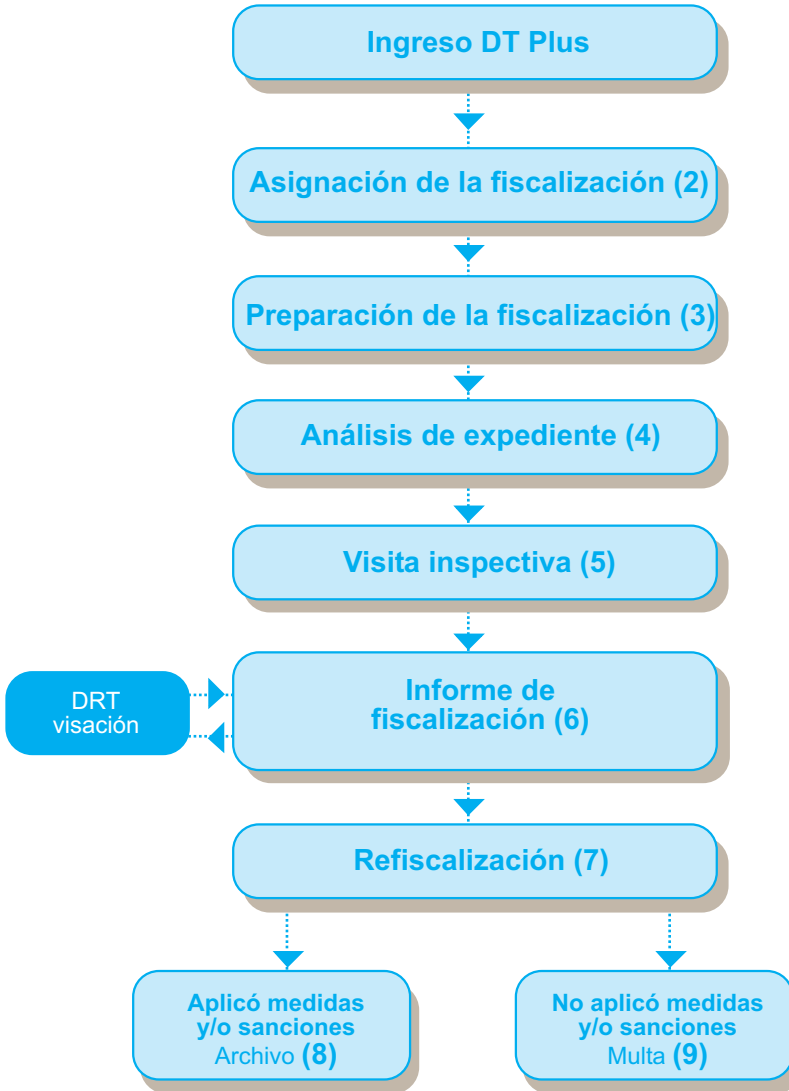 Ingreso DT Plus
Asignación de la fiscalización (2)
Preparación de la fiscalización (3)
Análisis de expediente (4)
Visita inspectiva (5)
DRT
visación
Informe de
fiscalización (6)
Refiscalización (7)
Aplicó medidas
y/o sanciones
Archivo (8)
No aplicó medidas
y/o sanciones
Multa (9)